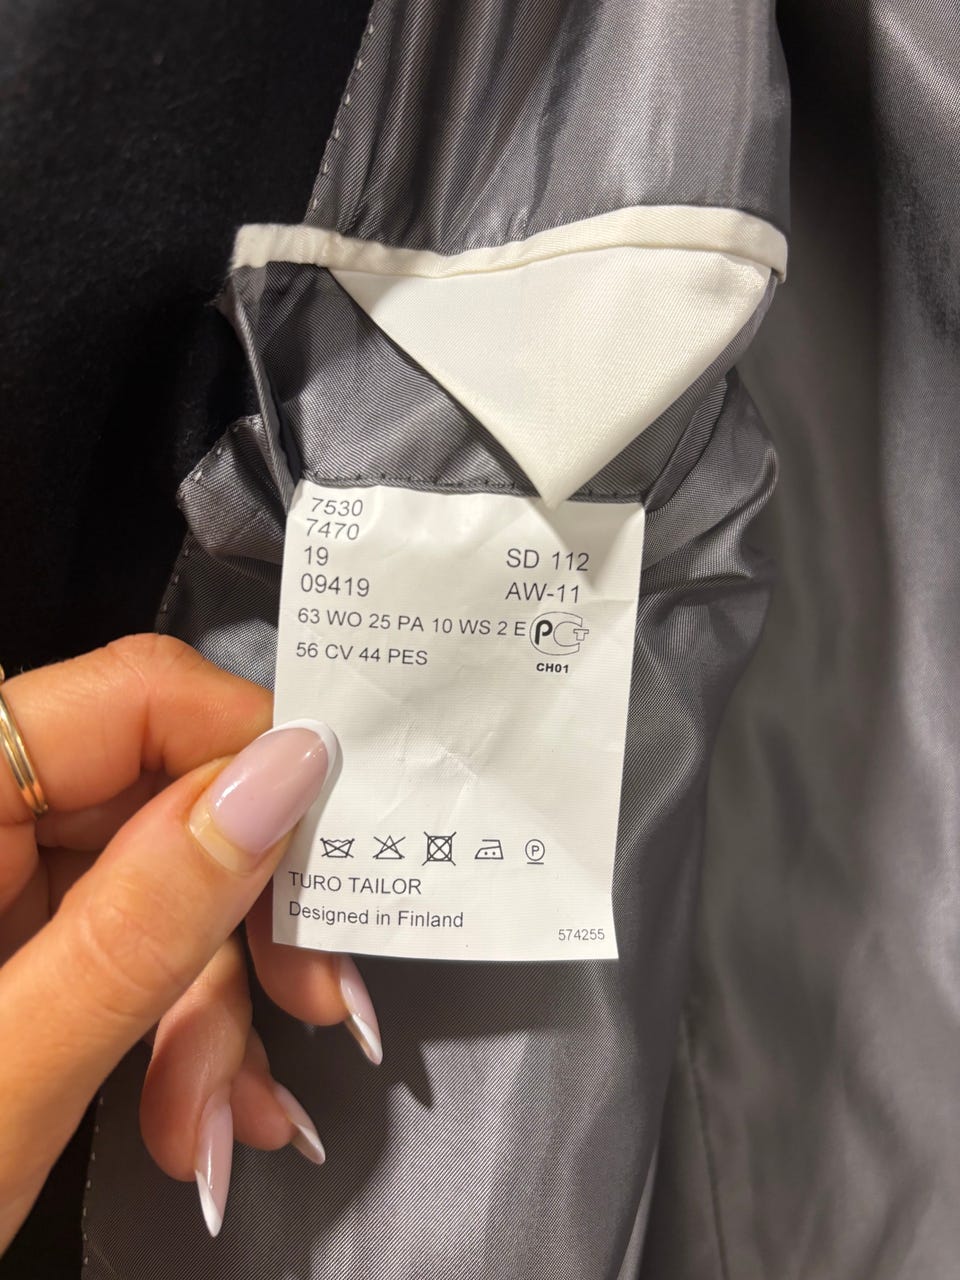 7530
7470
19 SD 112
09419 AW-11
63 WO 25 PA 10 WS 2 E
56 CV 44 PES
PCT
CH01
P
TURO TAILOR
Designed in Finland
574255